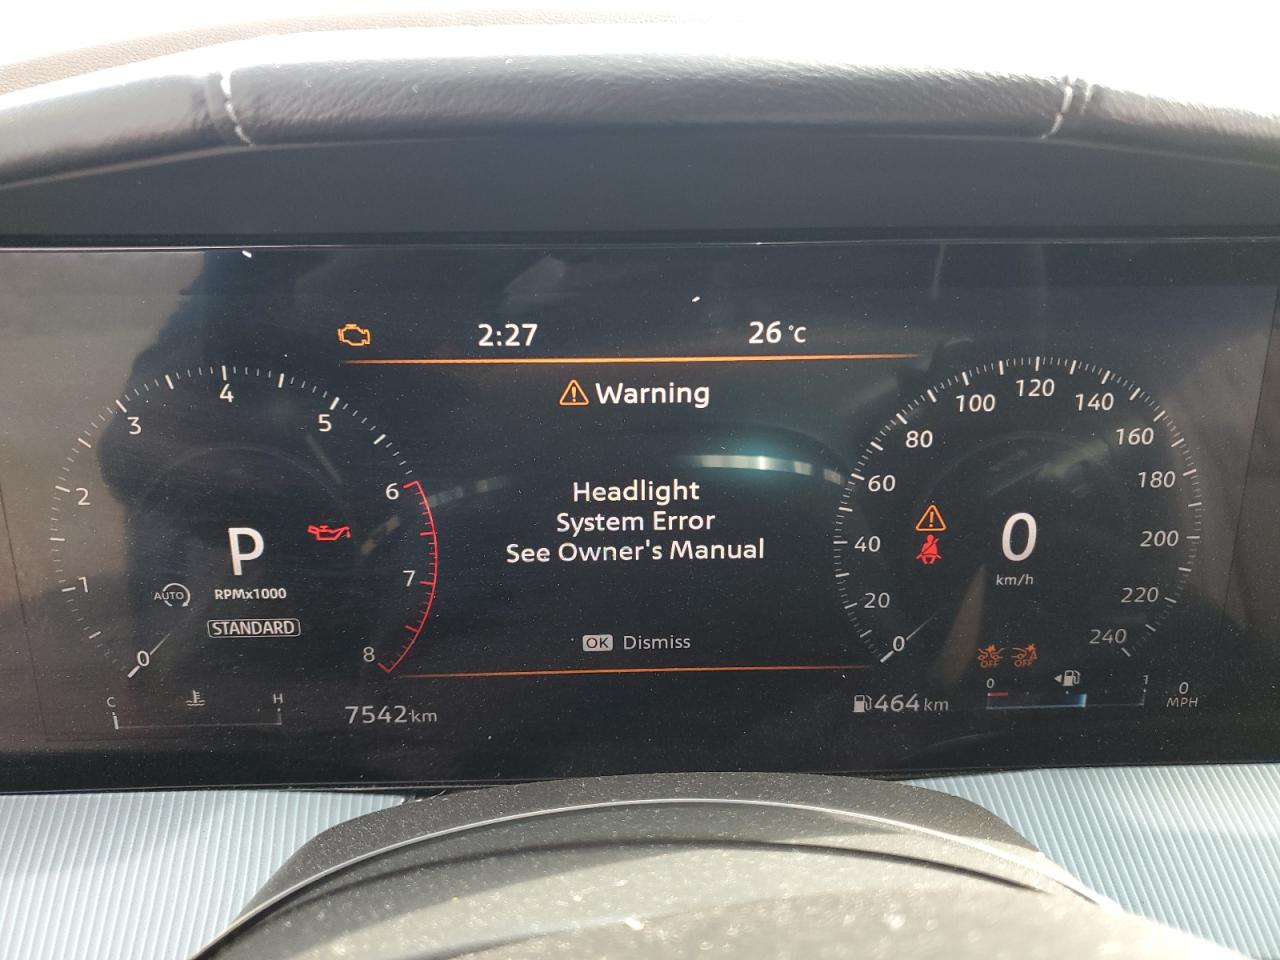 2:27
26 °C
Warning
Headlight
System Error
See Owner's Manual
OK Dismiss
0
1
2
3
4
5
6
7
8
P
AUTO
RPMx1000
STANDARD
C
H
7542 km
0
20
40
60
80
100
120
140
160
180
200
220
240
0
km/h
OFF
OFF
464 km
0
1
0
MPH